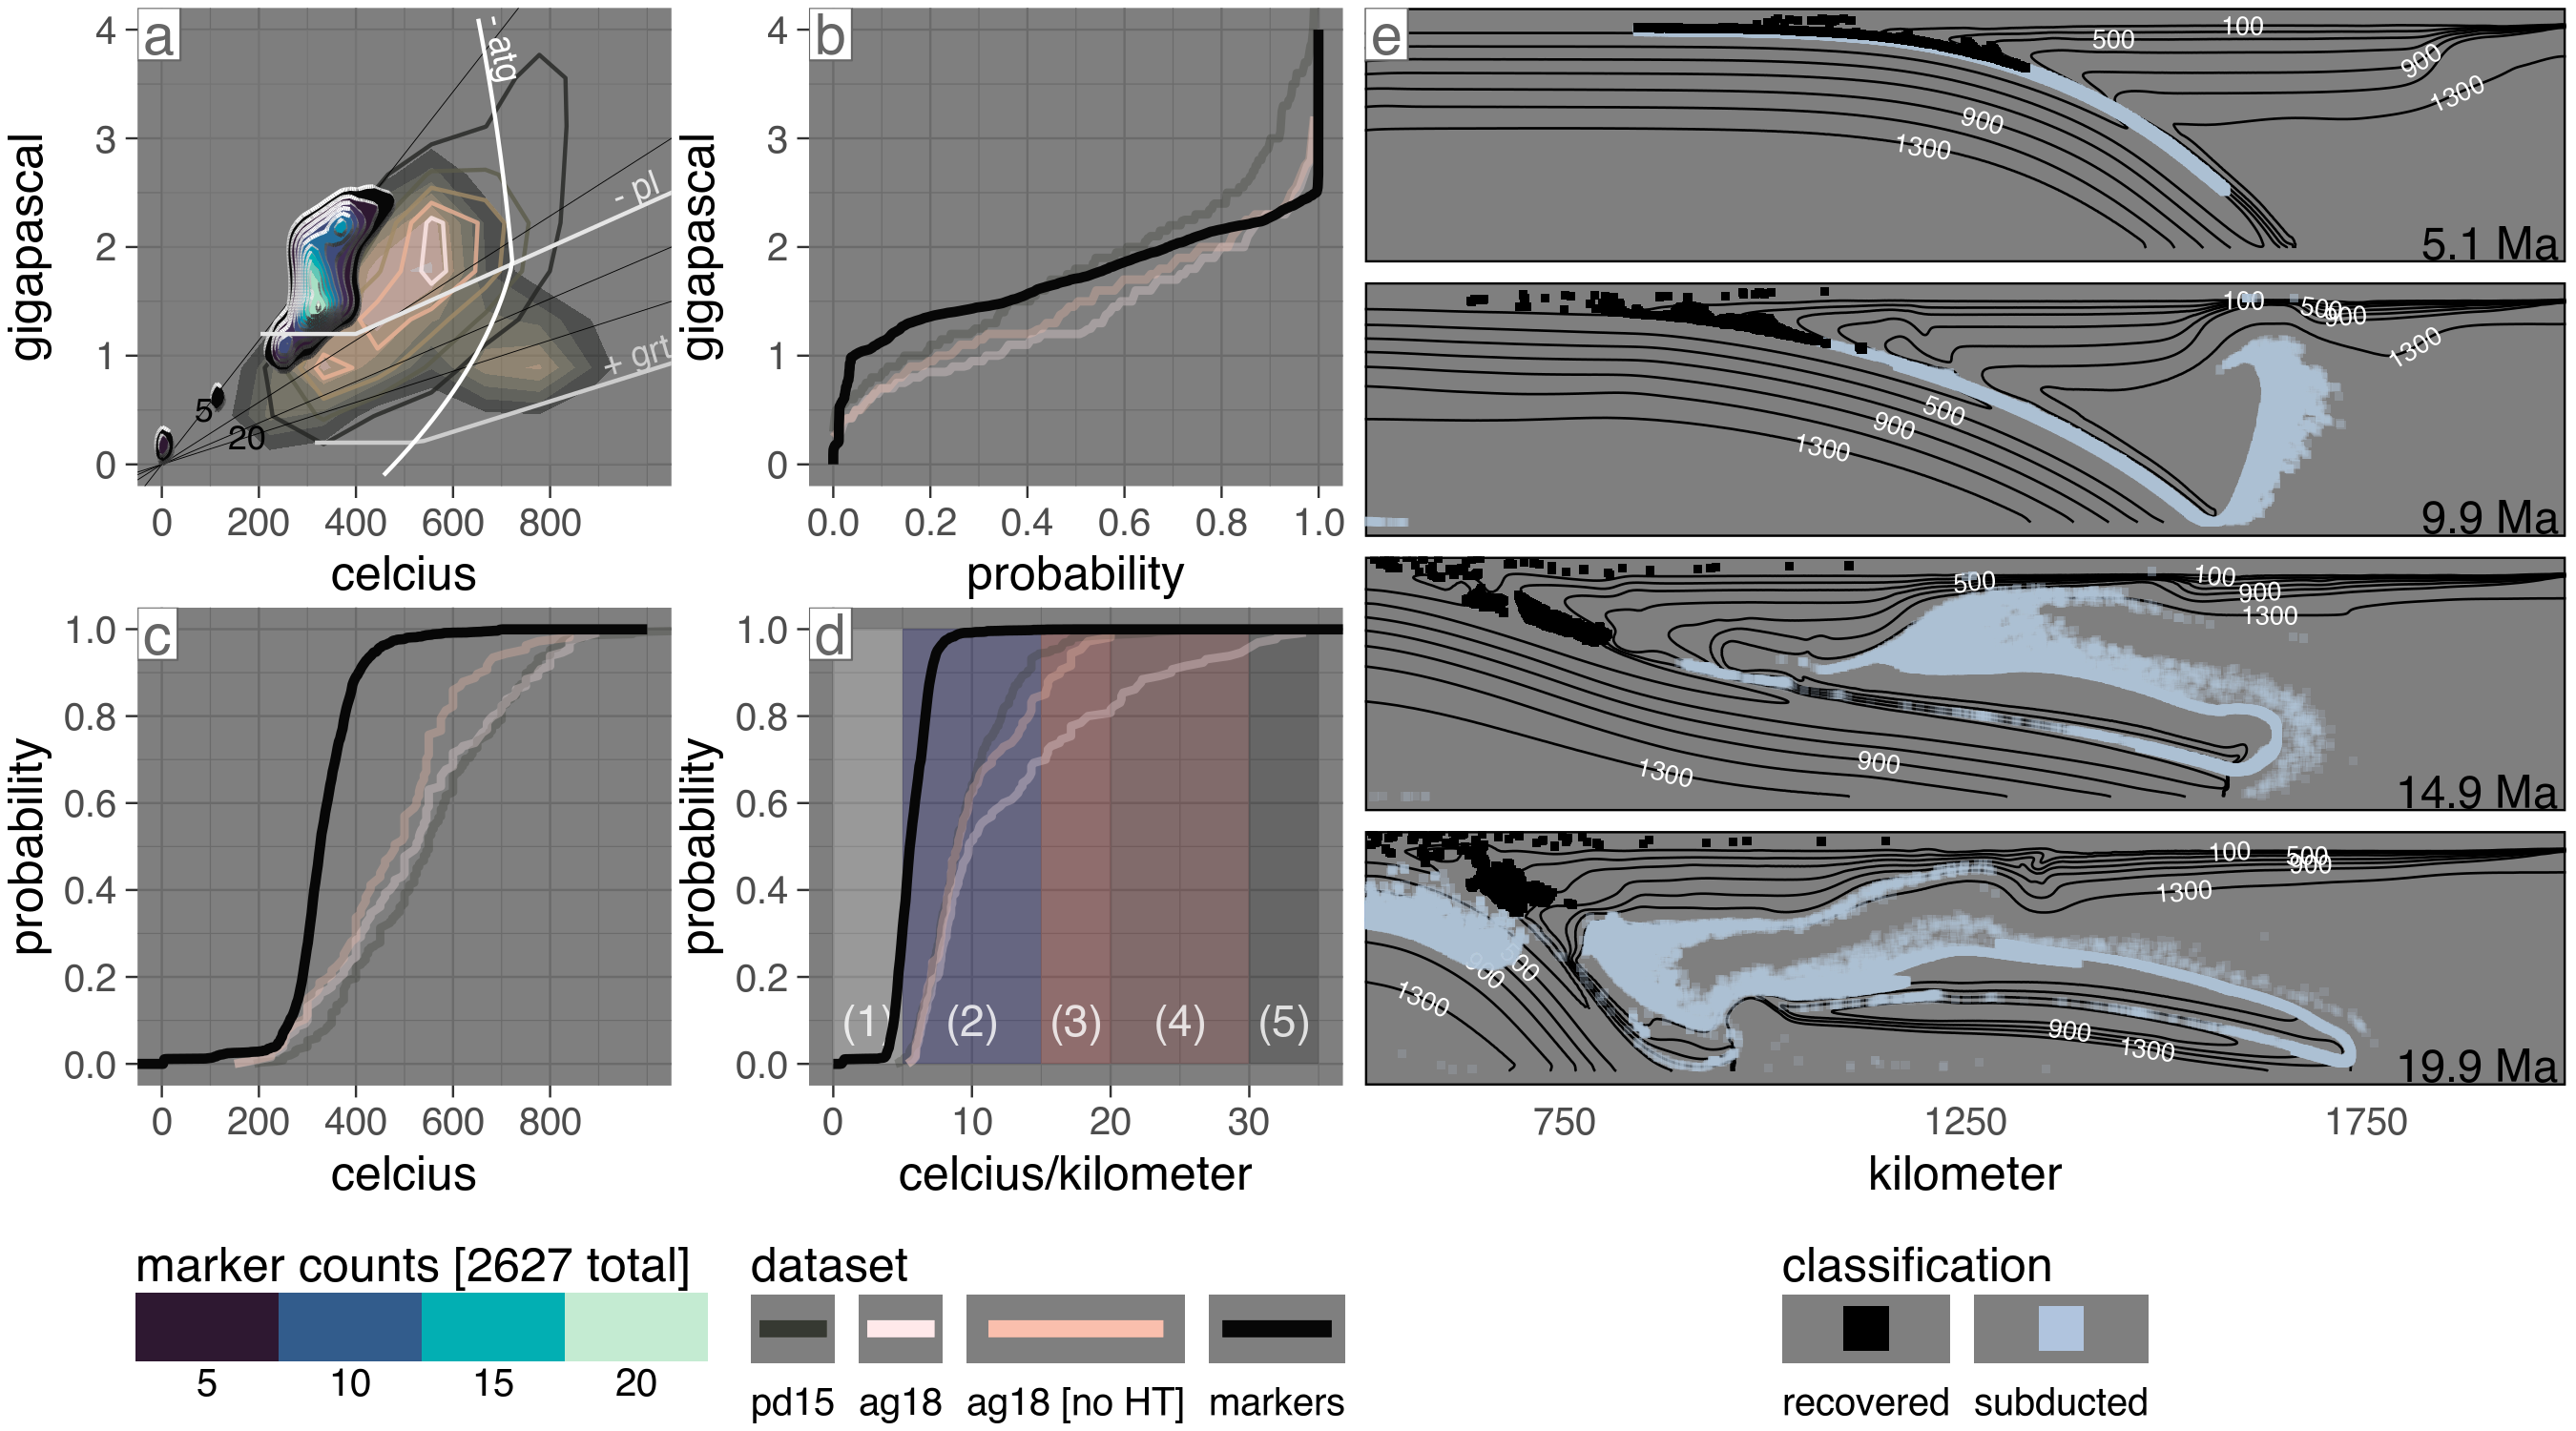 a
4
3
2
1
0
gigapascal
- atg
- pl
+ grt
5
20
0
200
400
600
800
celcius
b
4
3
2
1
0
gigapascal
0.0
0.2
0.4
0.6
0.8
1.0
probability
c
1.0
0.8
0.6
0.4
0.2
0.0
probability
0
200
400
600
800
celcius
d
1.0
0.8
0.6
0.4
0.2
0.0
probability
(1)
(2)
(3)
(4)
(5)
0
10
20
30
celcius/kilometer
e
100
500
900
1300
900
1300
5.1 Ma
100
500
900
1300
500
900
1300
9.9 Ma
500
100
900
1300
900
1300
14.9 Ma
100
500
900
1300
500
900
1300
900
1300
19.9 Ma
750
1250
1750
kilometer
marker counts [2627 total]
5
10
15
20
dataset
pd15
ag18
ag18 [no HT]
markers
classification
recovered
subducted